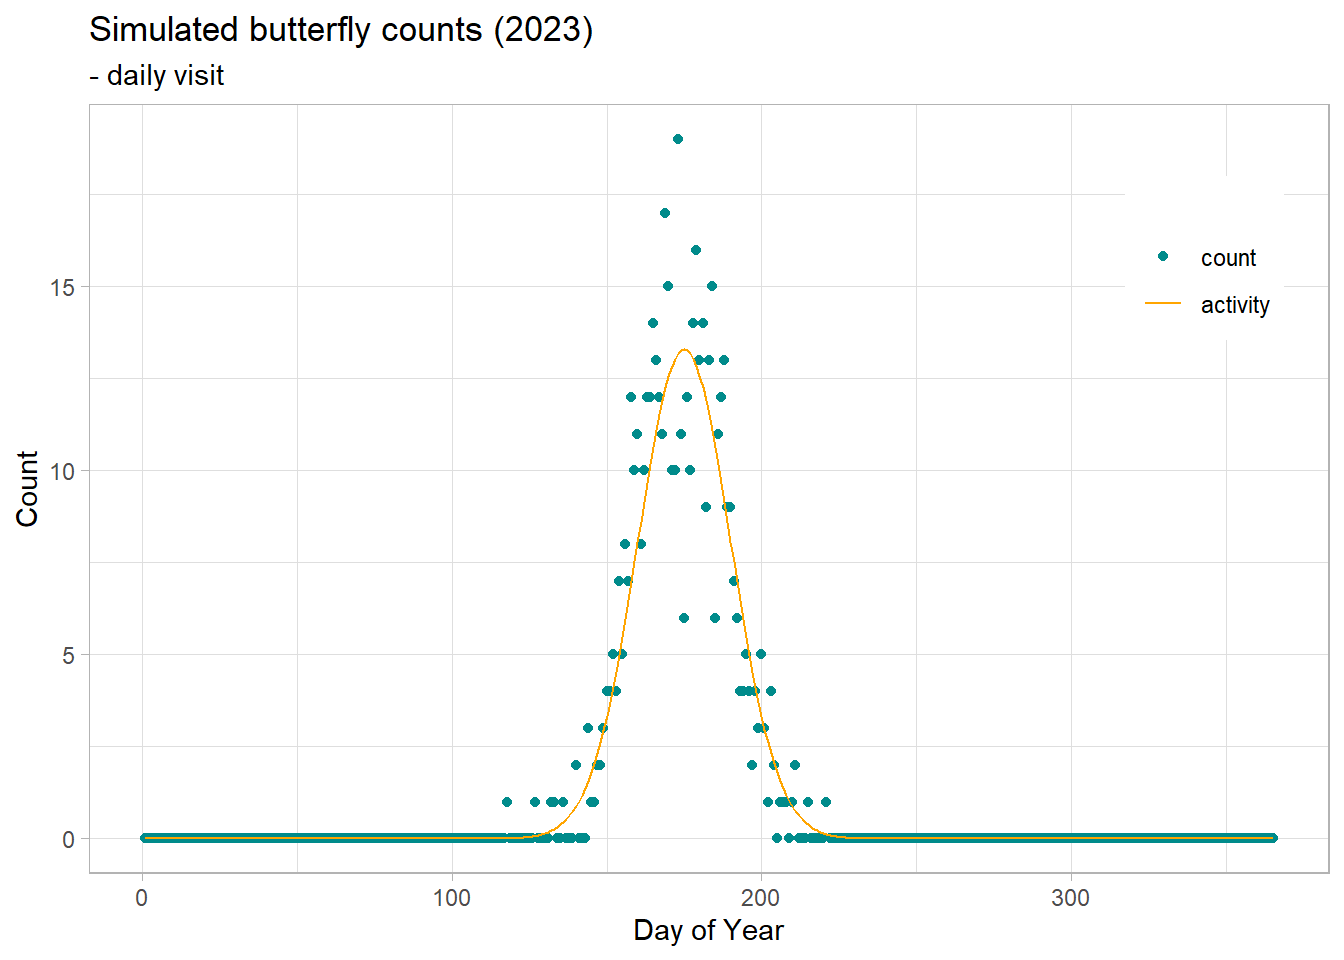 Simulated butterfly counts (2023)
- daily visit
15
10
5
0
Count
count
activity
0 100 200 300
Day of Year